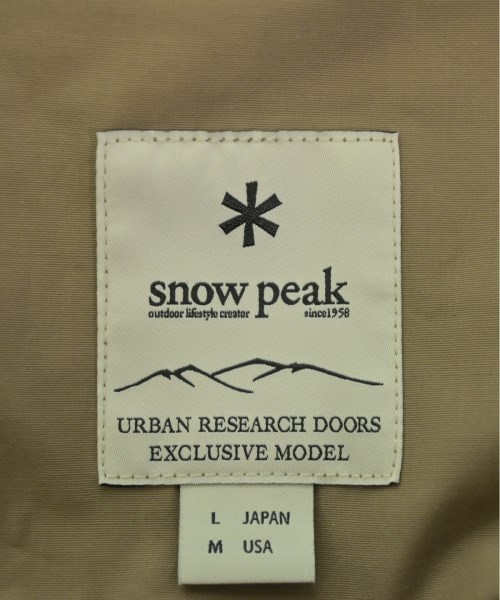 snow peak
outdoor lifestyle creator since1958
URBAN RESEARCH DOORS
EXCLUSIVE MODEL
L JAPAN
M USA